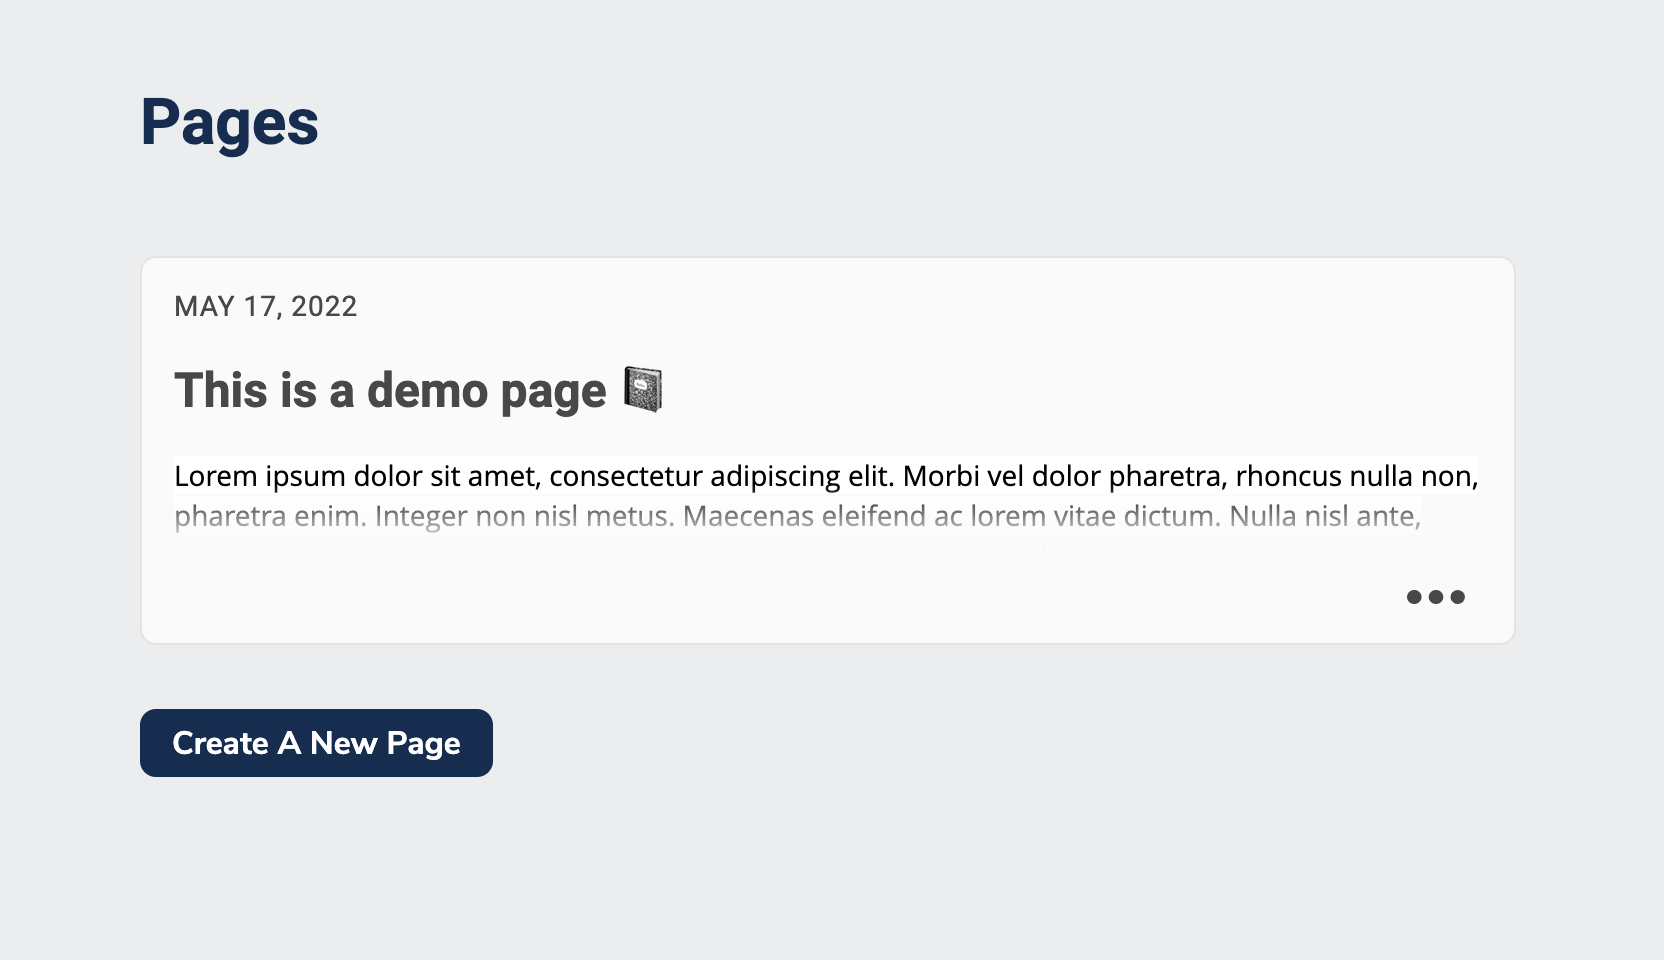 Pages
MAY 17, 2022
This is a demo page 📓
Lorem ipsum dolor sit amet, consectetur adipiscing elit. Morbi vel dolor pharetra, rhoncus nulla non,
pharetra enim. Integer non nisl metus. Maecenas eleifend ac lorem vitae dictum. Nulla nisl ante,
Create A New Page